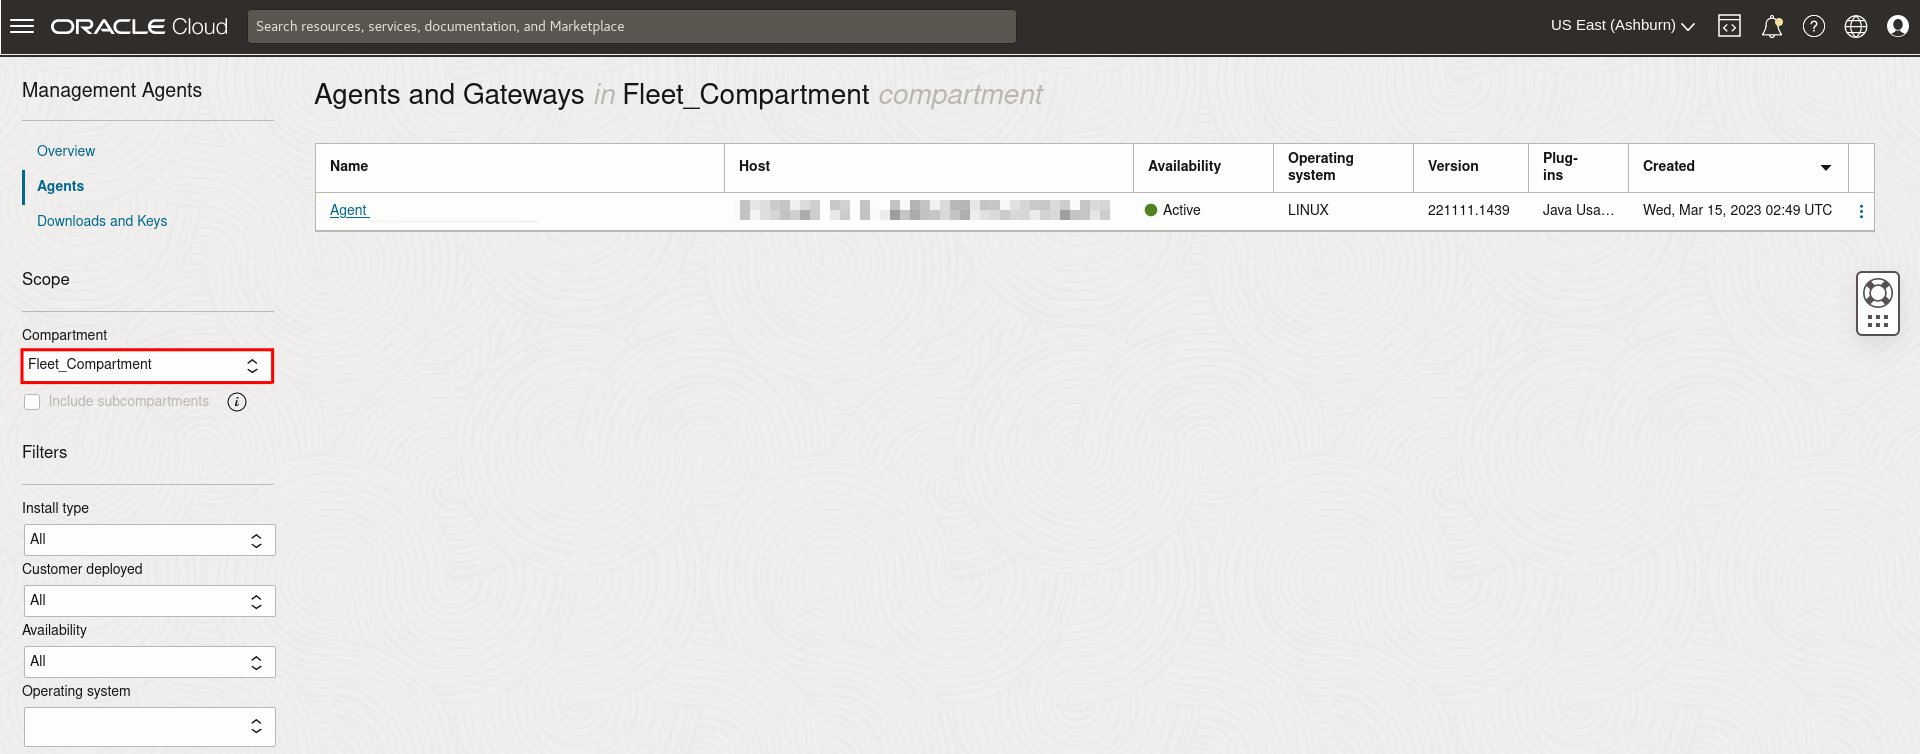 ORACLE Cloud
Search resources, services, documentation, and Marketplace
US East (Ashburn)
Management Agents
Overview
Agents
Downloads and Keys
Scope
Compartment
Fleet_Compartment
Include subcompartments
Filters
Install type
All
Customer deployed
All
Availability
All
Operating system
Agents and Gateways in Fleet_Compartment compartment
Name Host Availability Operating system Version Plug-ins Created
Agent Active LINUX 221111.1439 Java Usa... Wed, Mar 15, 2023 02:49 UTC